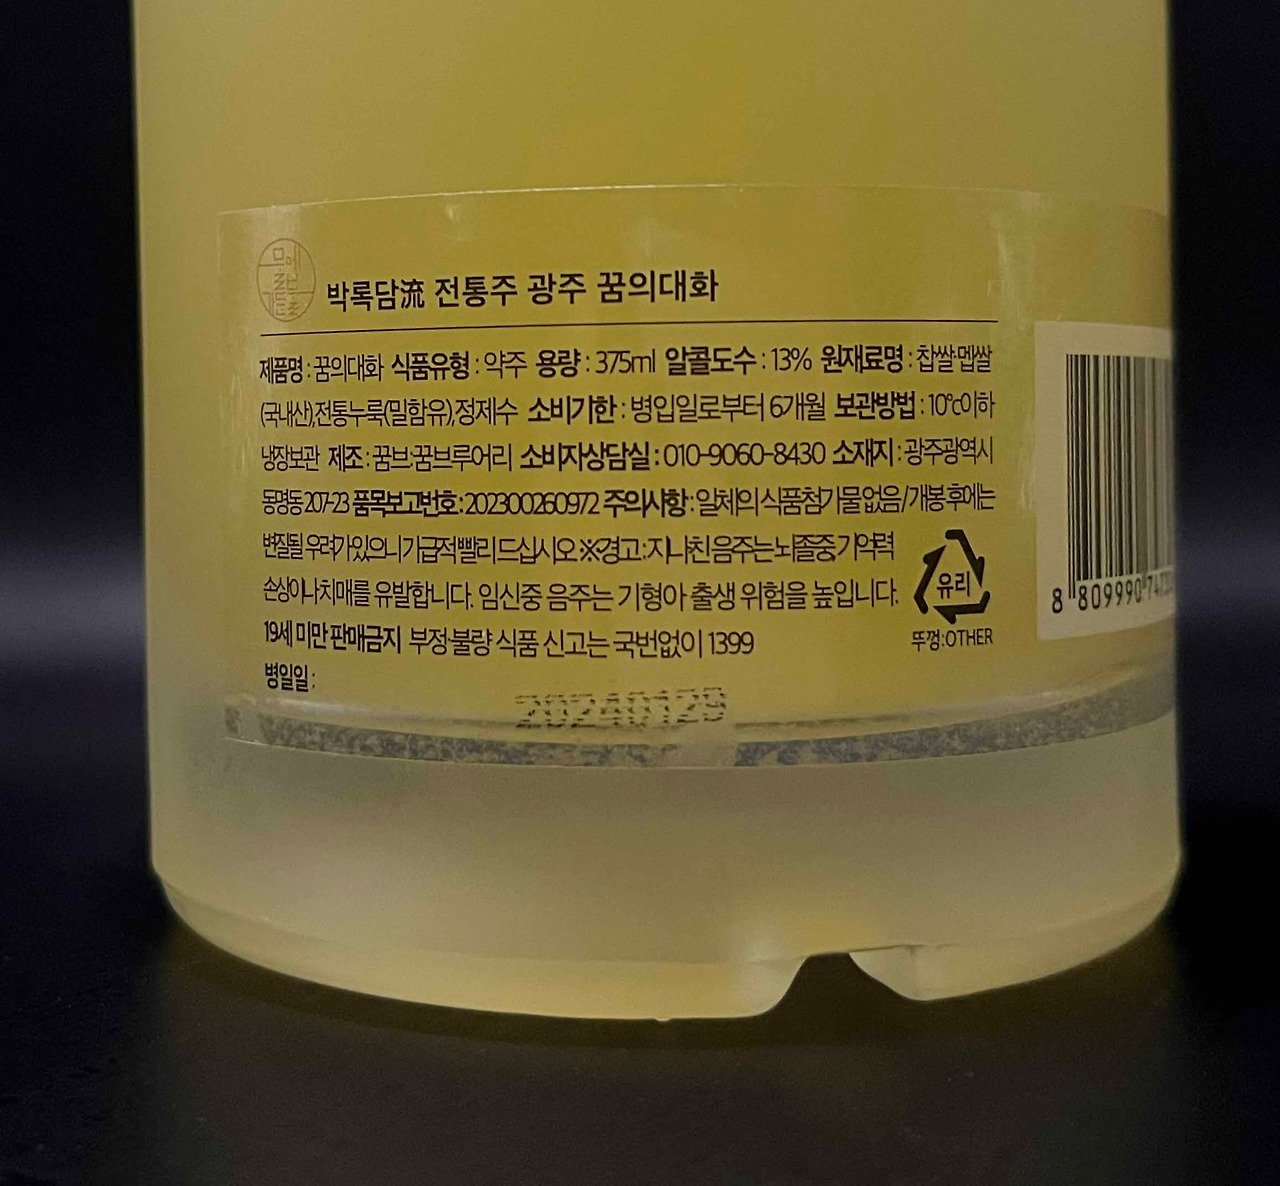 박록담流 전통주 광주 꿈의대화
제품명 : 꿈의대화 식품유형 : 약주 용량 : 375ml 알콜도수 : 13% 원재료명 : 찹쌀,멥쌀
(국내산),전통누룩(밀함유),정제수 소비기한 : 병입일로부터 6개월 보관방법 : 10℃이하
냉장보관 제조 : 꿈브·꿈브루어리 소비자상담실 : 010-9060-8430 소재지 : 광주광역시
동명동 207-23 품목보고번호 : 202300260972 주의사항 : 일체의 식품첨가물 없음 / 개봉 후에는
변질될 우려가 있으니 가급적 빨리 드십시오 ※경고 : 지나친 음주는 뇌졸중, 기억력
손상이나 치매를 유발합니다. 임신중 음주는 기형아 출생 위험을 높입니다.
19세 미만 판매금지 부정·불량 식품 신고는 국번없이 1399
병일일 :
20240129
유리
뚜껑:OTHER
8 809990